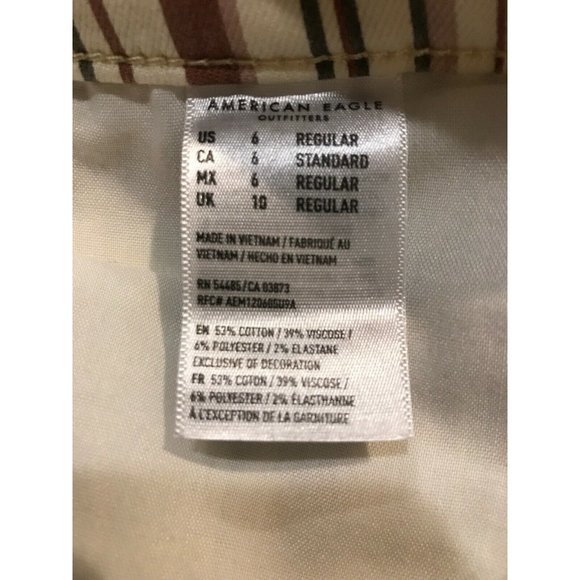 AMERICAN EAGLE
OUTFITTERS
US 6 REGULAR
CA 6 STANDARD
MX 6 REGULAR
UK 10 REGULAR
MADE IN VIETNAM / FABRIQUÉ AU
VIETNAM / HECHO EN VIETNAM
RN 54485/CA 03873
RFC# AEM120605U9A
EN 53% COTTON / 39% VISCOSE /
6% POLYESTER / 2% ELASTANE
EXCLUSIVE OF DECORATION
FR 53% COTON / 39% VISCOSE /
6% POLYESTER / 2% ÉLASTHANNE
À L'EXCEPTION DE LA GARNITURE